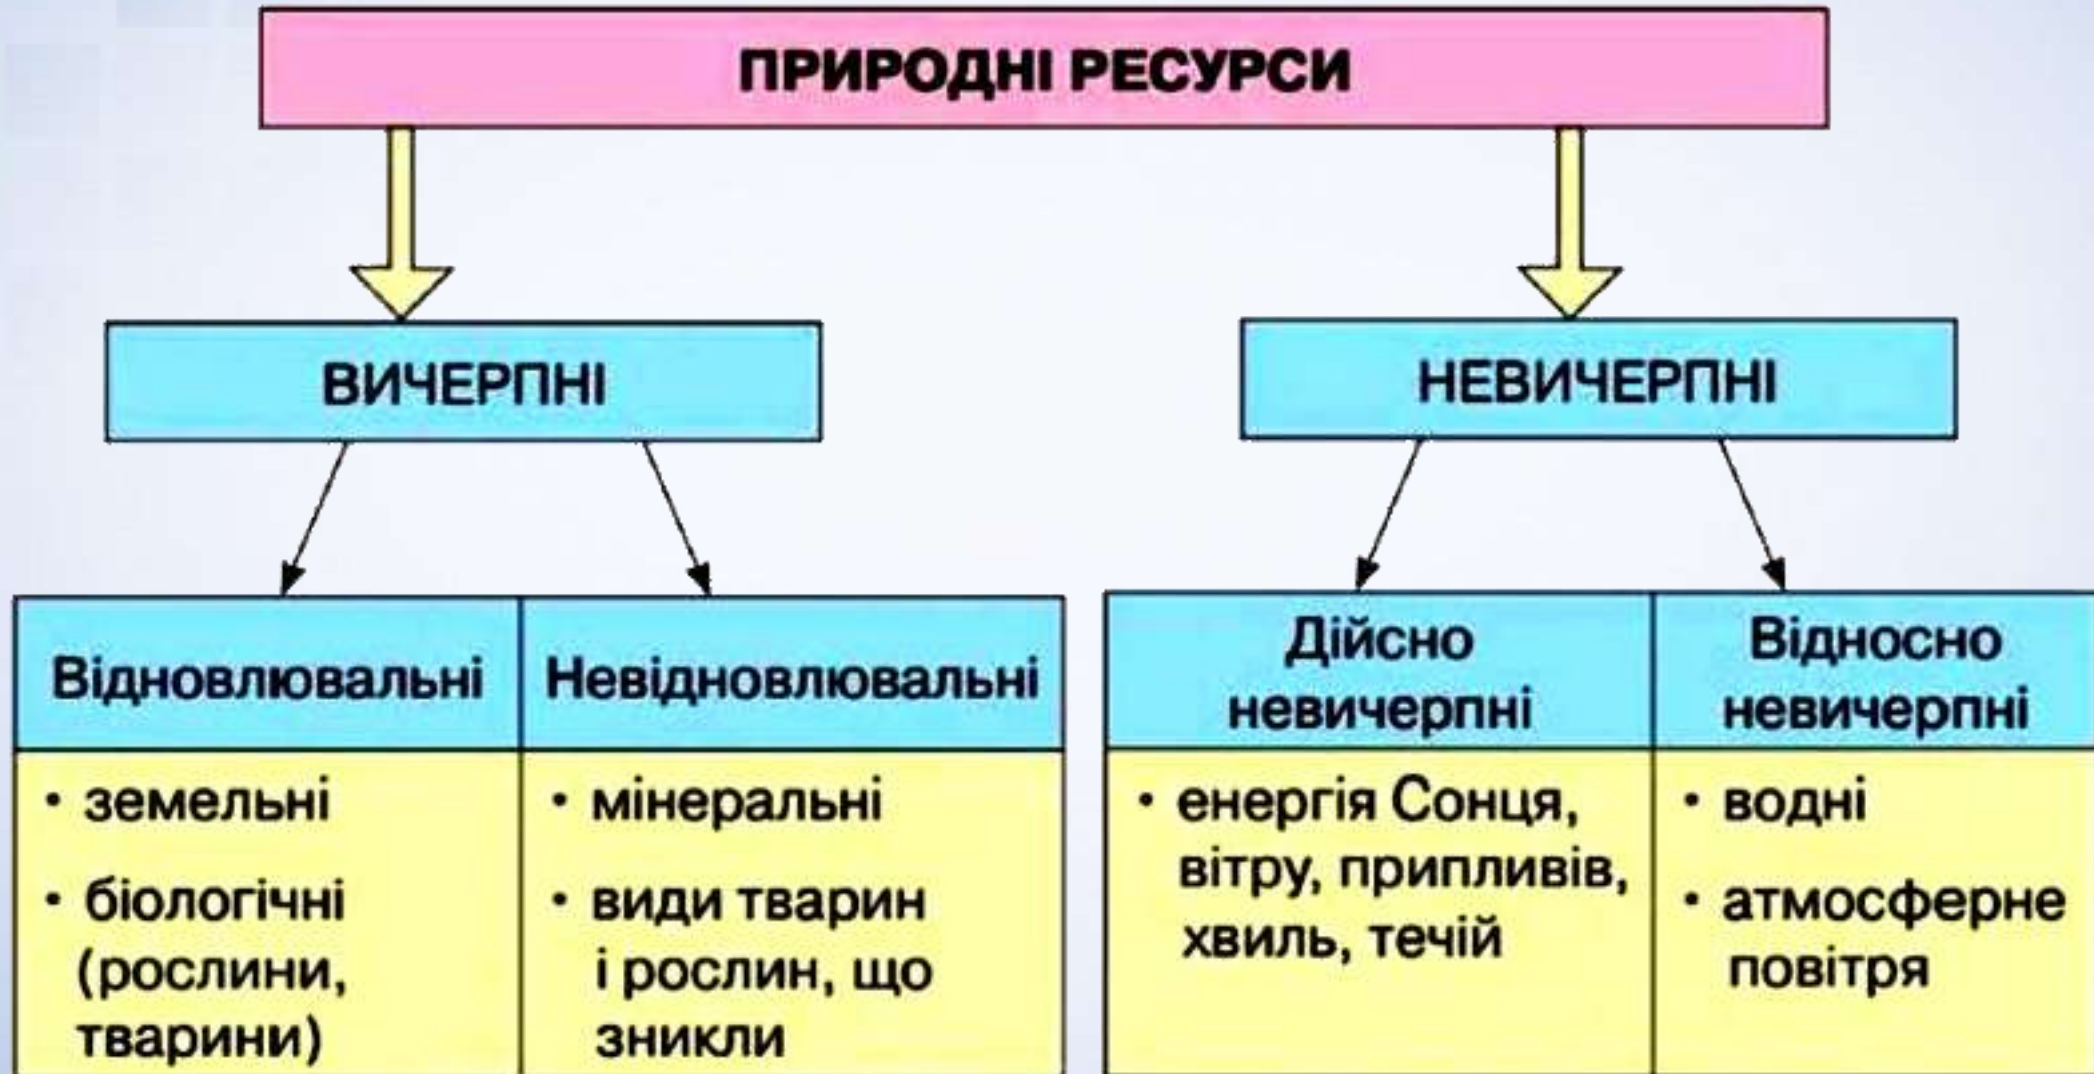 ПРИРОДНІ РЕСУРСИ
ВИЧЕРПНІ
НЕВИЧЕРПНІ
Відновлювальні
Невідновлювальні
Дійсно
невичерпні
Відносно
невичерпні
• земельні
• біологічні
(рослини,
тварини)
• мінеральні
• види тварин
і рослин, що
зникли
• енергія Сонця,
вітру, припливів,
хвиль, течій
• водні
• атмосферне
повітря